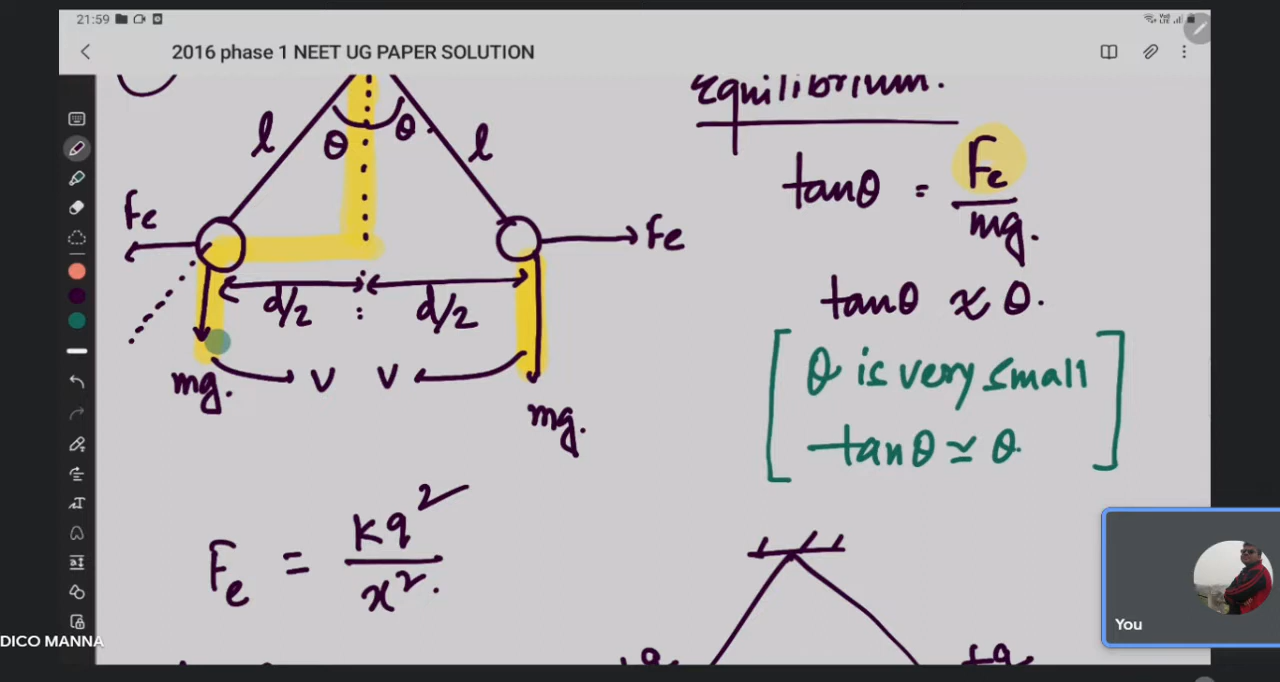 21:59
2016 phase 1 NEET UG PAPER SOLUTION
Equilibrium.
l θ θ l
Fe Fe
d/2 d/2
mg. v v
mg.
tanθ = Fe/mg.
tanθ ≈ θ.
[θ is very small
tanθ ≃ θ.]
Fe = kq²/x².
+q +q
DICO MANNA
You